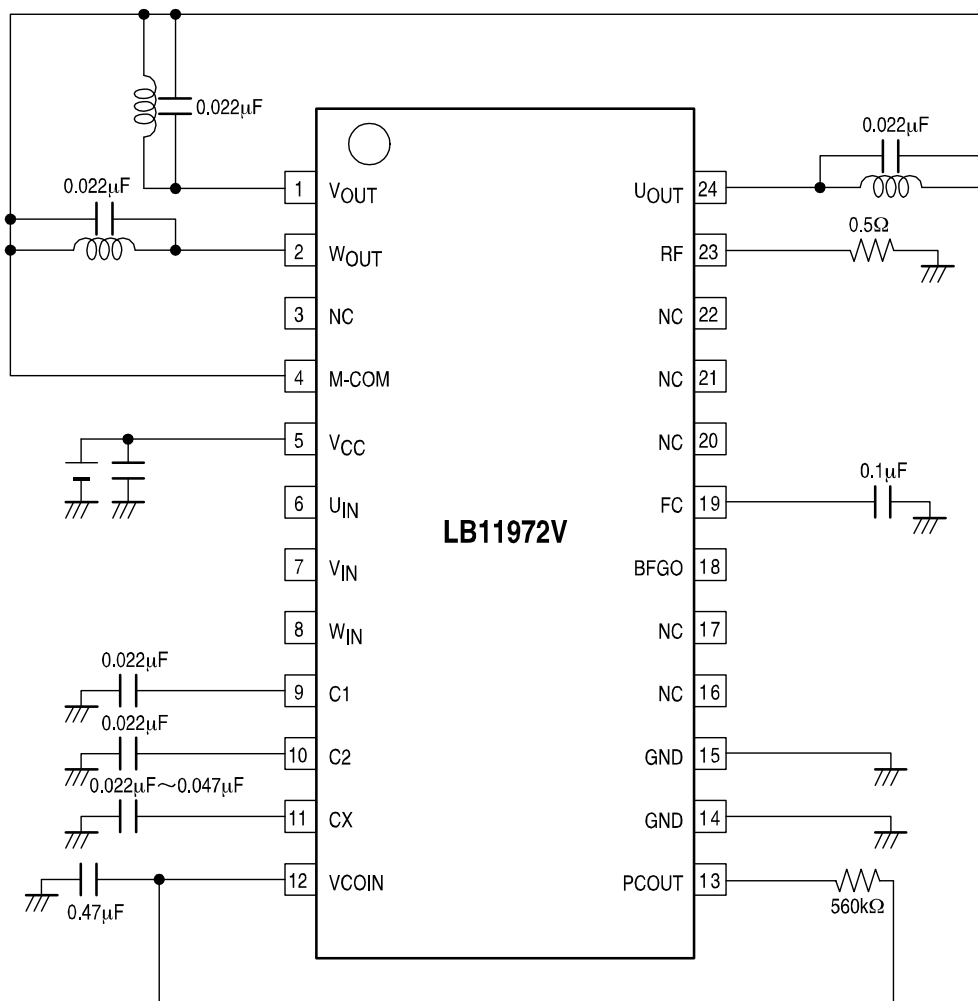 0.022μF
0.022μF
0.022μF
1 VOUT
UOUT 24
0.5Ω
2 WOUT
RF 23
3 NC
NC 22
4 M-COM
NC 21
5 VCC
NC 20
0.1μF
6 UIN
FC 19
LB11972V
7 VIN
BFGO 18
8 WIN
NC 17
0.022μF
9 C1
NC 16
0.022μF
10 C2
GND 15
0.022μF～0.047μF
11 CX
GND 14
12 VCOIN
PCOUT 13
0.47μF
560kΩ